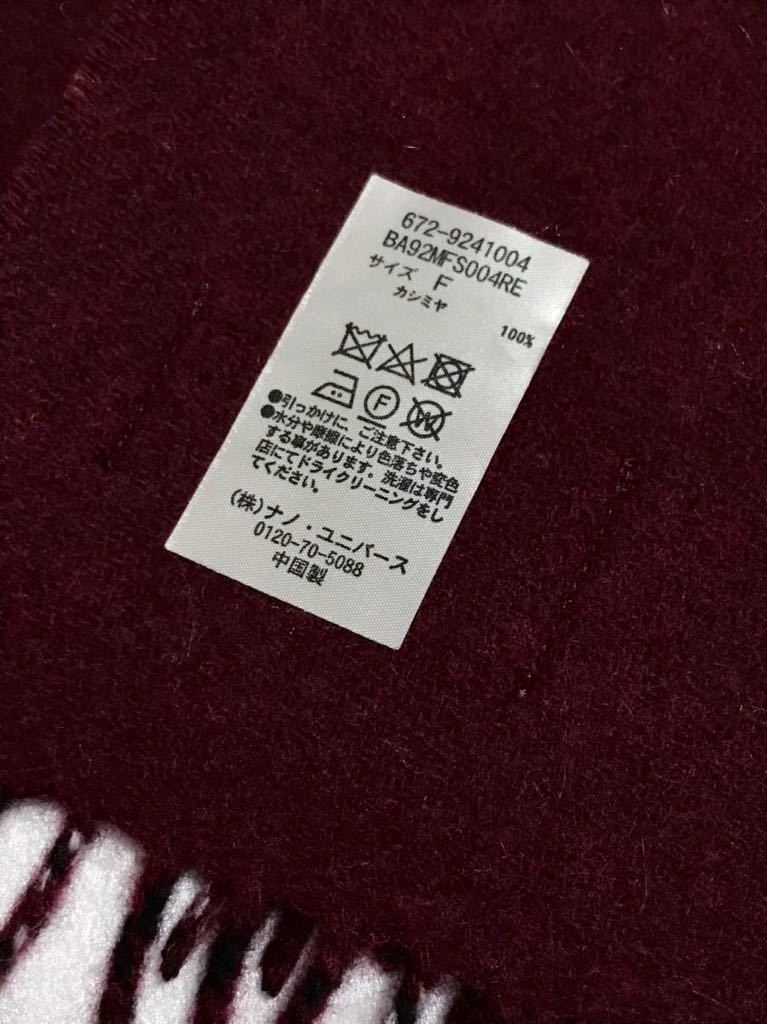 672-9241004
BA92MFS004RE
サイズ F
カシミヤ 100%
F
W
●引っかけに、ご注意下さい。
●水分や摩擦により色落ちや変色
する事があります。洗濯は専門
店にてドライクリーニングをし
てください。
(株)ナノ・ユニバース
0120-70-5088
中国製